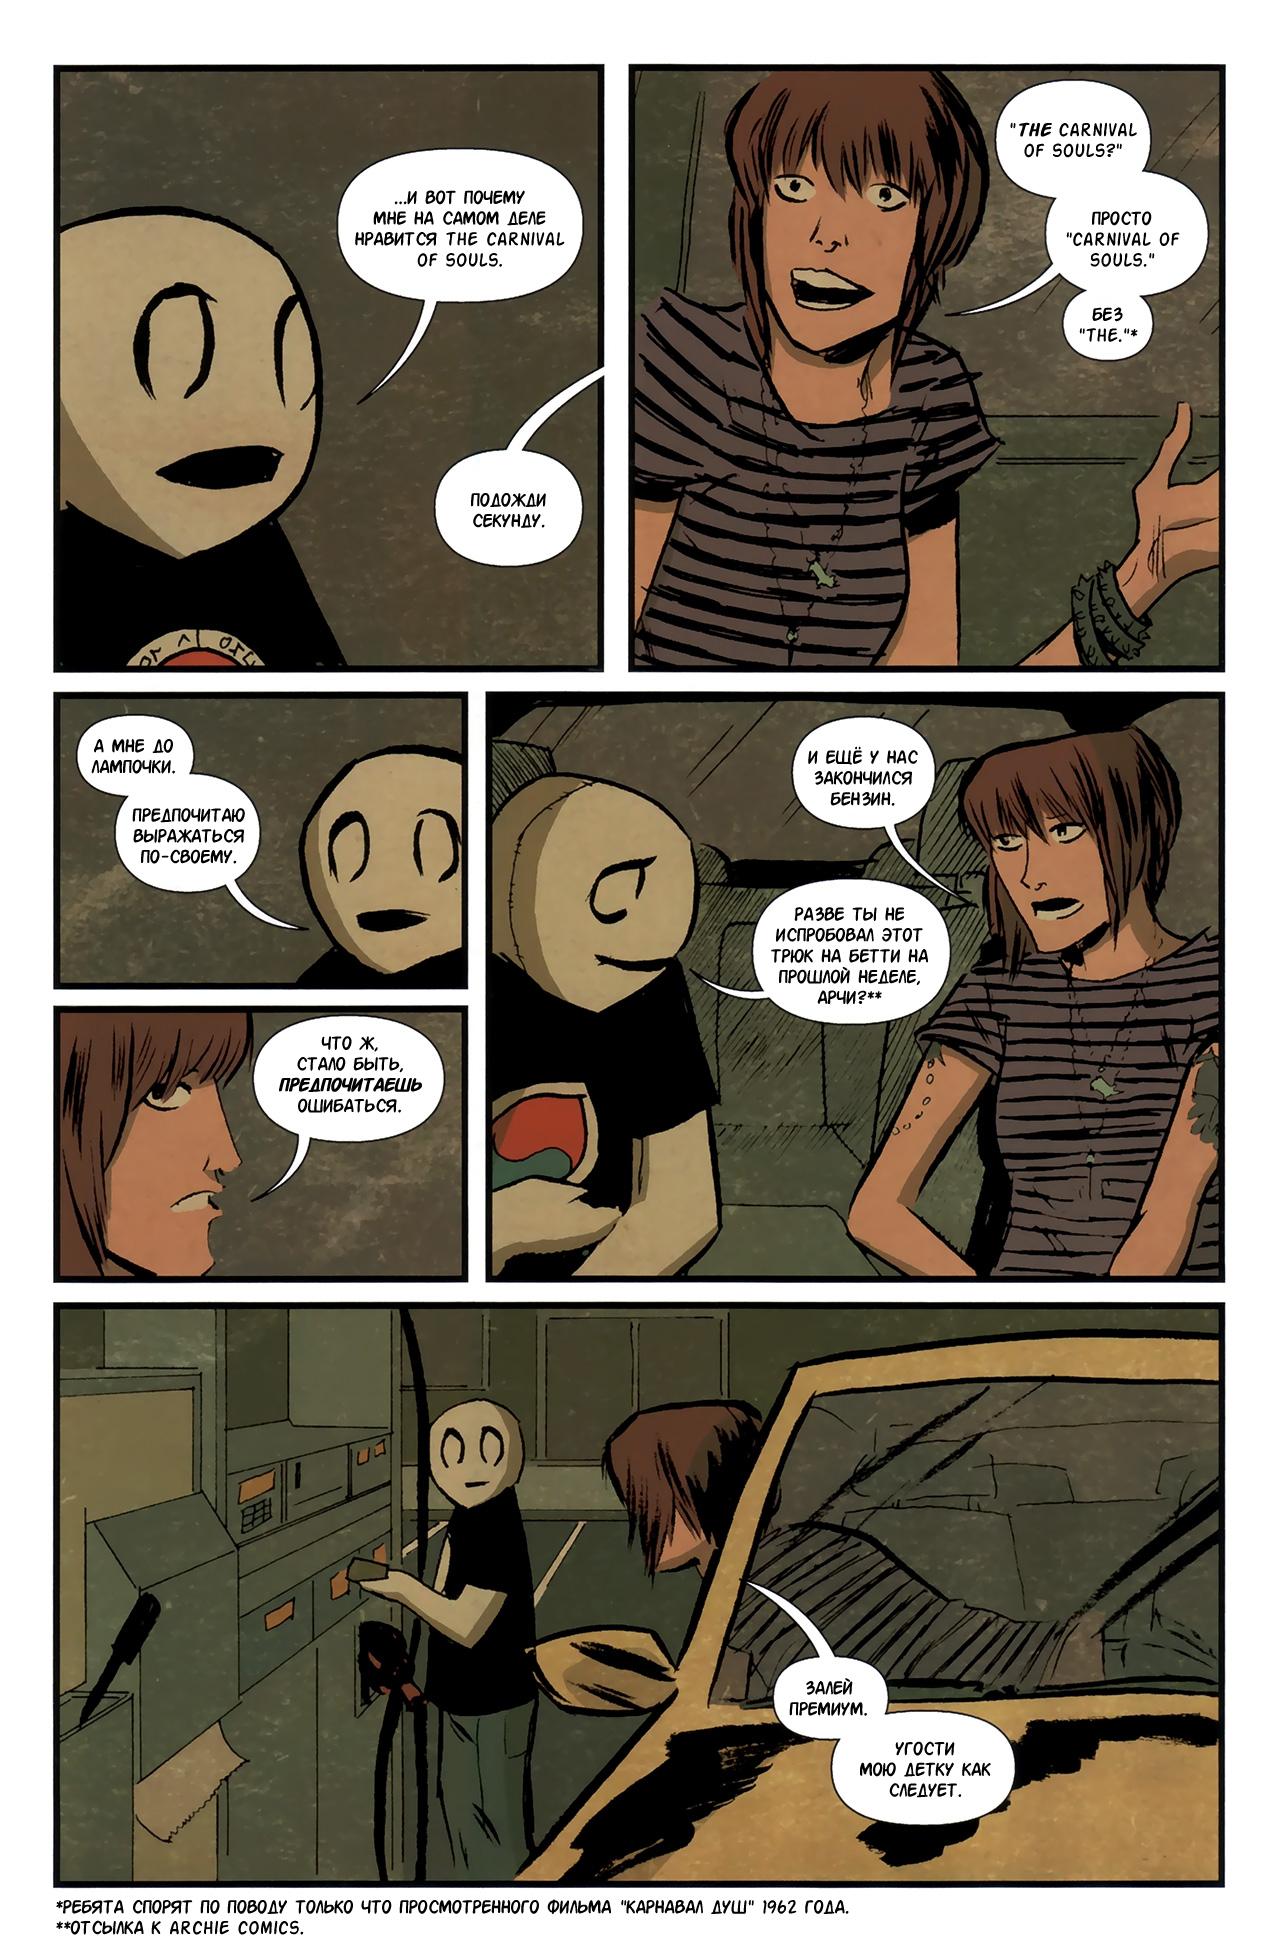 ...И ВОТ ПОЧЕМУ
МНЕ НА САМОМ ДЕЛЕ
НРАВИТСЯ THE CARNIVAL
OF SOULS.
ПОДОЖДИ
СЕКУНДУ.
"THE CARNIVAL
OF SOULS?"
ПРОСТО
"CARNIVAL OF
SOULS."
БЕЗ
"THE."*
А МНЕ ДО
ЛАМПОЧКИ.
ПРЕДПОЧИТАЮ
ВЫРАЖАТЬСЯ
ПО-СВОЕМУ.
ЧТО Ж,
СТАЛО БЫТЬ,
ПРЕДПОЧИТАЕШЬ
ОШИБАТЬСЯ.
И ЕЩЁ У НАС
ЗАКОНЧИЛСЯ
БЕНЗИН.
РАЗВЕ ТЫ НЕ
ИСПРОБОВАЛ ЭТОТ
ТРЮК НА БЕТТИ НА
ПРОШЛОЙ НЕДЕЛЕ,
АРЧИ?**
ЗАЛЕЙ
ПРЕМИУМ.
УГОСТИ
МОЮ ДЕТКУ КАК
СЛЕДУЕТ.
*РЕБЯТА СПОРЯТ ПО ПОВОДУ ТОЛЬКО ЧТО ПРОСМОТРЕННОГО ФИЛЬМА "КАРНАВАЛ ДУШ" 1962 ГОДА.
**ОТСЫЛКА К ARCHIE COMICS.